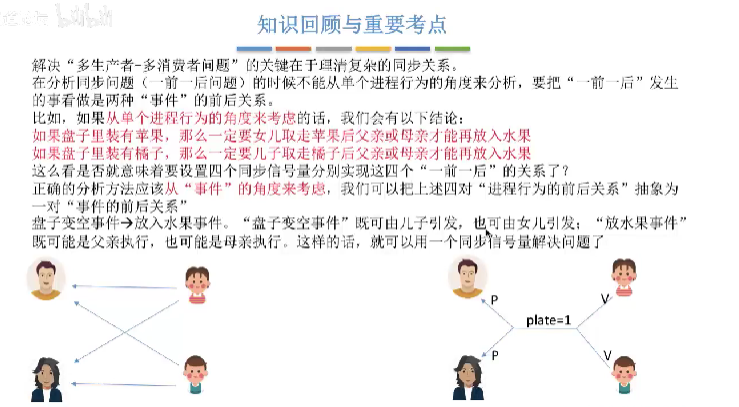 知识回顾与重要考点
解决“多生产者-多消费者问题”的关键在于理清复杂的同步关系。
在分析同步问题（一前一后问题）的时候不能从单个进程行为的角度来分析，要把“一前一后”发生
的事看做是两种“事件”的前后关系。
比如，如果从单个进程行为的角度来考虑的话，我们会有以下结论：
如果盘子里装有苹果，那么一定要女儿取走苹果后父亲或母亲才能再放入水果
如果盘子里装有橘子，那么一定要儿子取走橘子后父亲或母亲才能再放入水果
这么看是否就意味着要设置四个同步信号量分别实现这四个“一前一后”的关系了？
正确的分析方法应该从“事件”的角度来考虑，我们可以把上述四对“进程行为的前后关系”抽象为
一对“事件的前后关系”
盘子变空事件→放入水果事件。“盘子变空事件”既可由儿子引发，也可由女儿引发；“放水果事件”
既可能是父亲执行，也可能是母亲执行。这样的话，就可以用一个同步信号量解决问题了
P
V
plate=1
P
V